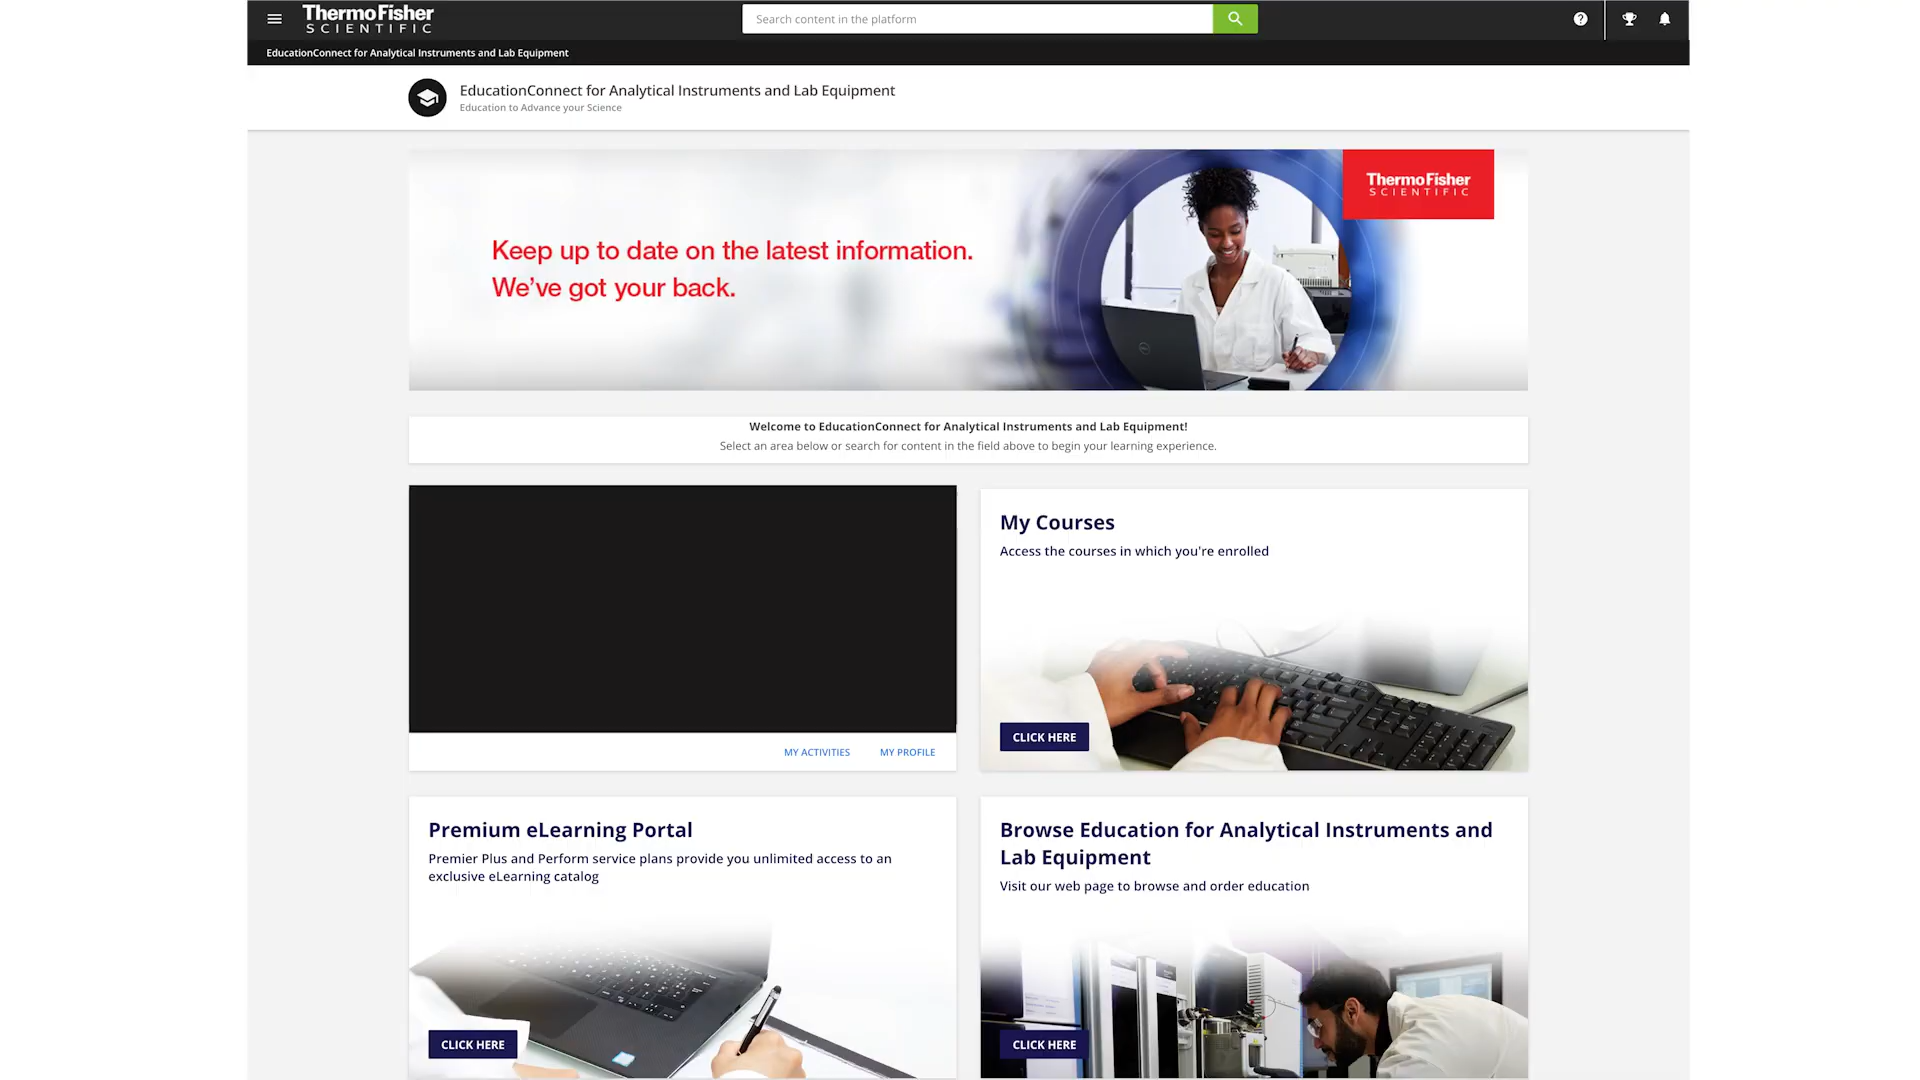 ThermoFisher
SCIENTIFIC
Search content in the platform
EducationConnect for Analytical Instruments and Lab Equipment
EducationConnect for Analytical Instruments and Lab Equipment
Education to Advance your Science
ThermoFisher
SCIENTIFIC
Keep up to date on the latest information.
We've got your back.
Welcome to EducationConnect for Analytical Instruments and Lab Equipment!
Select an area below or search for content in the field above to begin your learning experience.
My Courses
Access the courses in which you're enrolled
CLICK HERE
MY ACTIVITIES MY PROFILE
Premium eLearning Portal
Premier Plus and Perform service plans provide you unlimited access to an
exclusive eLearning catalog
CLICK HERE
Browse Education for Analytical Instruments and
Lab Equipment
Visit our web page to browse and order education
CLICK HERE